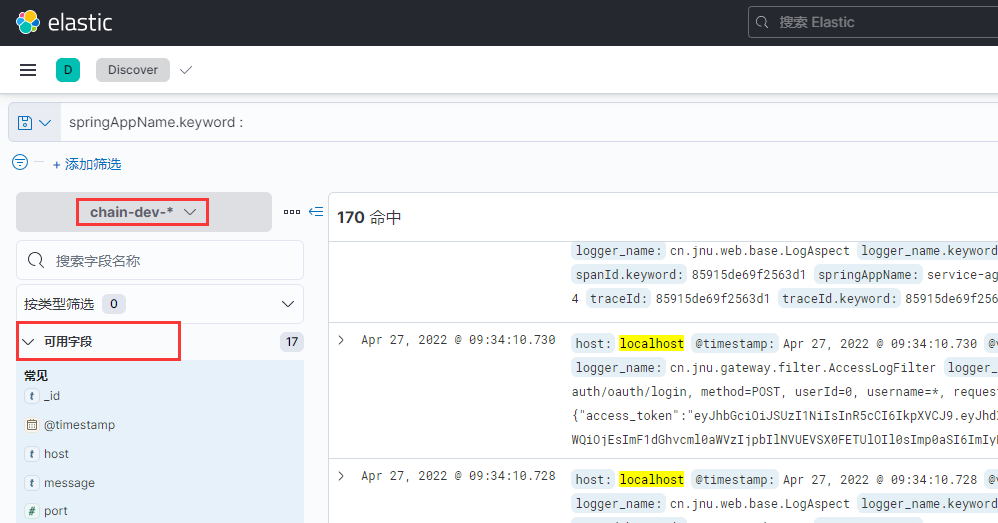 elastic
搜索 Elastic
D
Discover
springAppName.keyword :
+ 添加筛选
chain-dev-*
170 命中
搜索字段名称
按类型筛选 0
可用字段 17
常见
t _id
@timestamp
t host
t message
# port
logger_name: cn.jnu.web.base.LogAspect logger_name.keyword
spanId.keyword: 85915de69f2563d1 springAppName: service-ag
4 traceId: 85915de69f2563d1 traceId.keyword: 85915de69f256
Apr 27, 2022 @ 09:34:10.730 host: localhost @timestamp: Apr 27, 2022 @ 09:34:10.730 @v
logger_name: cn.jnu.gateway.filter.AccessLogFilter logger_
auth/oauth/login, method=POST, userId=0, username=*, reques
{"access_token":"eyJhbGciOiJSUzI1NiIsInR5cCI6IkpXVCJ9.eyJhd
Apr 27, 2022 @ 09:34:10.728 host: localhost @timestamp: Apr 27, 2022 @ 09:34:10.728 @v
logger_name: cn.jnu.web.base.LogAspect logger_name.keyword